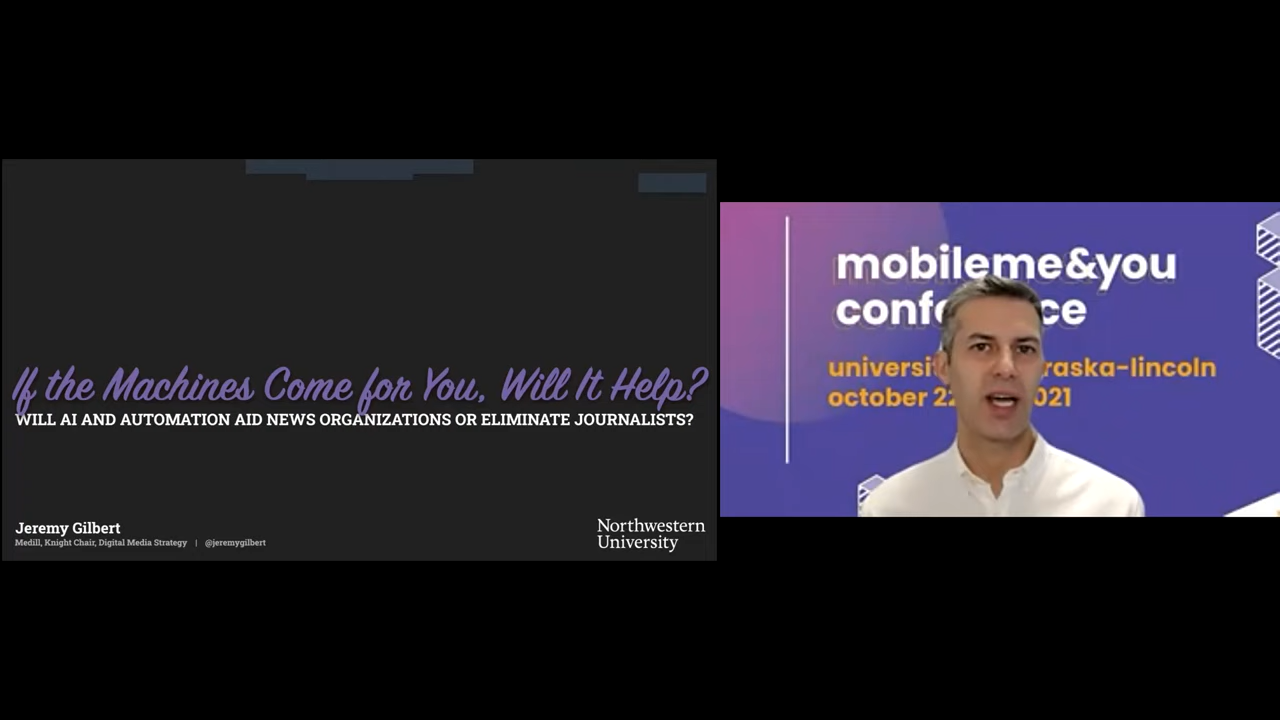 If the Machines Come for You, Will It Help?
WILL AI AND AUTOMATION AID NEWS ORGANIZATIONS OR ELIMINATE JOURNALISTS?
Jeremy Gilbert
Medill, Knight Chair, Digital Media Strategy | @jeremygilbert
Northwestern
University
mobileme&you
conf ce
universi raska-lincoln
october 22 021